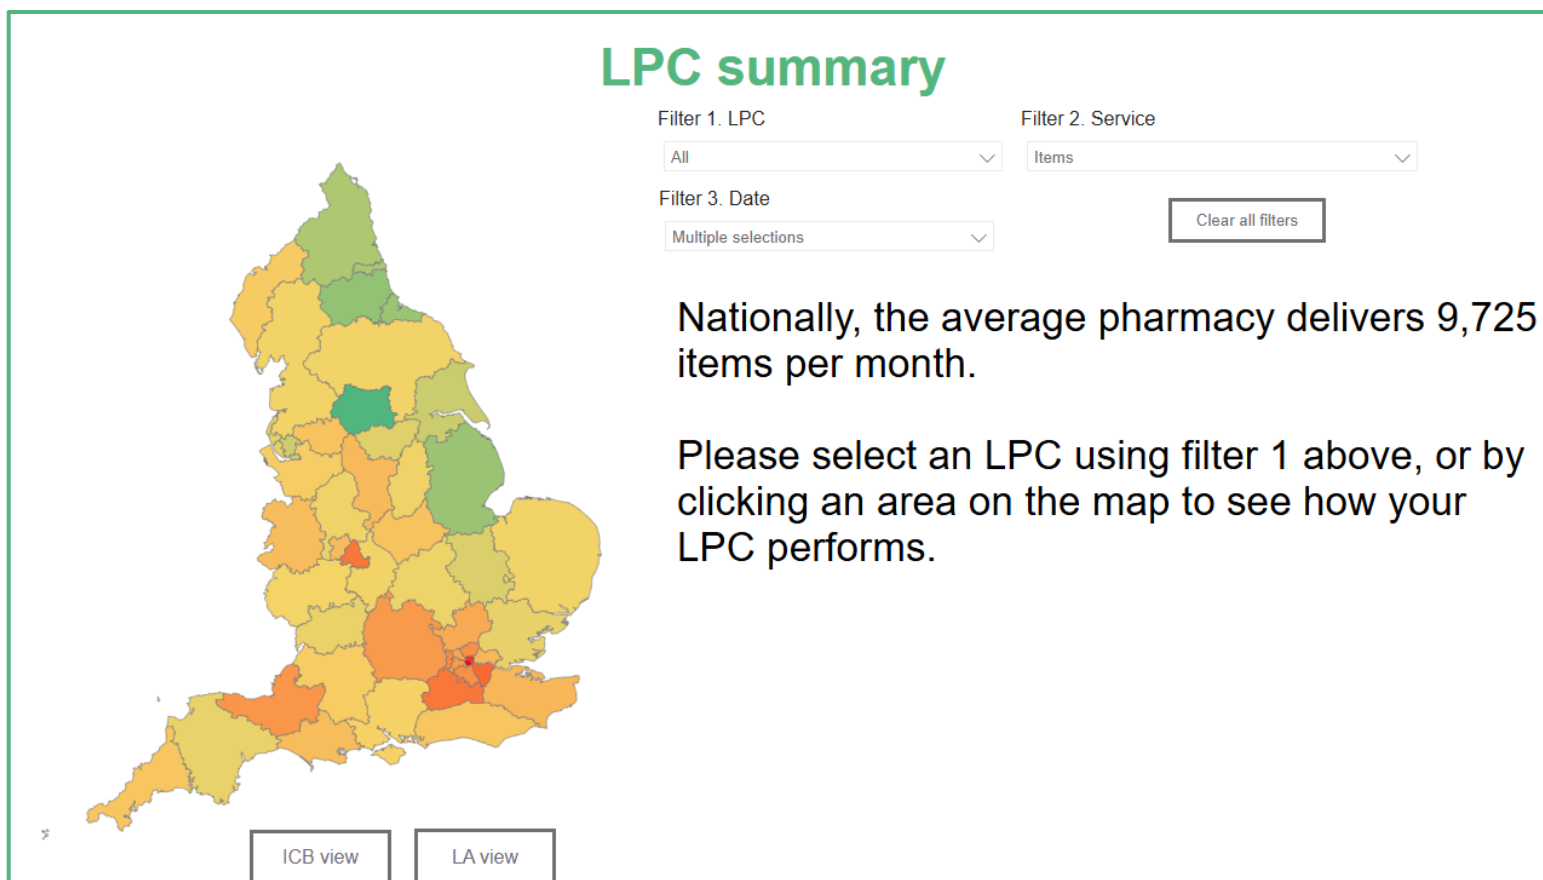 LPC summary
Filter 1. LPC
Filter 2. Service
All
Items
Filter 3. Date
Multiple selections
Clear all filters
Nationally, the average pharmacy delivers 9,725
items per month.
Please select an LPC using filter 1 above, or by
clicking an area on the map to see how your
LPC performs.
ICB view
LA view